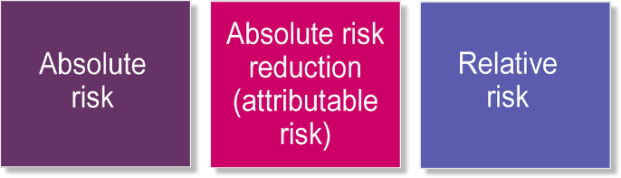 Absolute
risk
Absolute risk
reduction
(attributable
risk)
Relative
risk